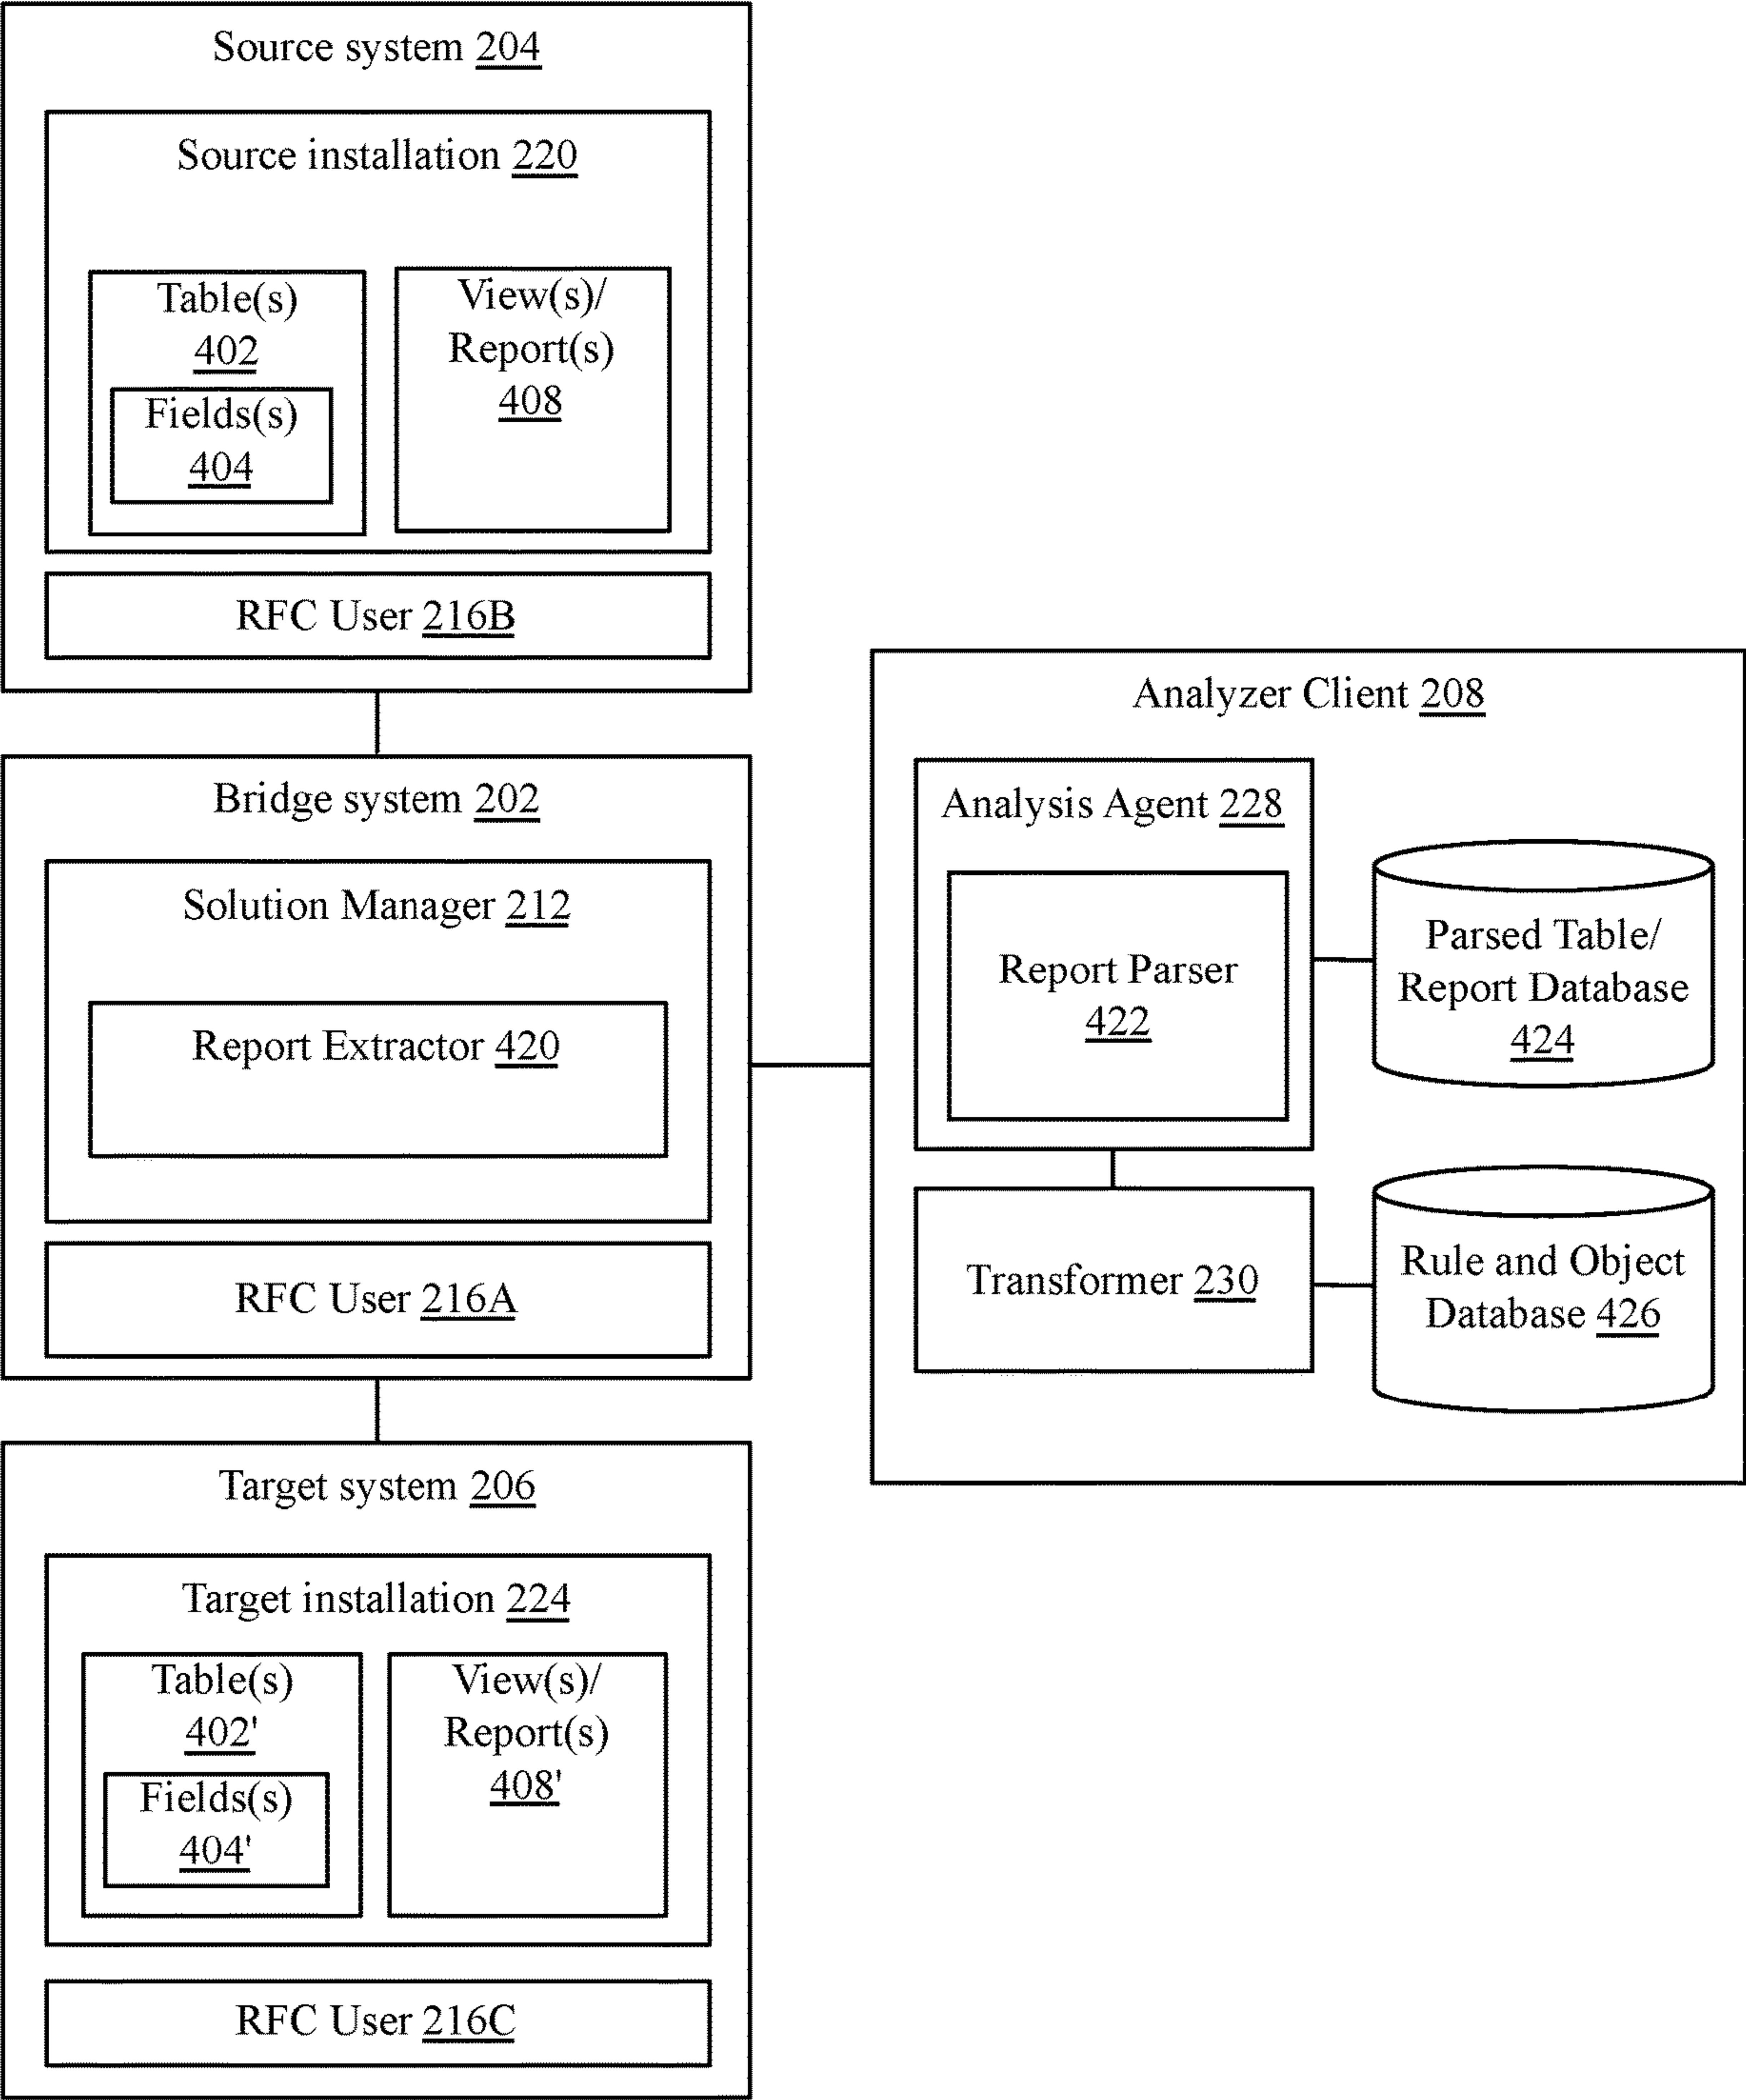 Source system 204
Source installation 220
Table(s)
402
Fields(s)
404
View(s)/
Report(s)
408
RFC User 216B
Bridge system 202
Solution Manager 212
Report Extractor 420
RFC User 216A
Target system 206
Target installation 224
Table(s)
402'
Fields(s)
404'
View(s)/
Report(s)
408'
RFC User 216C
Analyzer Client 208
Analysis Agent 228
Report Parser
422
Parsed Table/
Report Database
424
Transformer 230
Rule and Object
Database 426